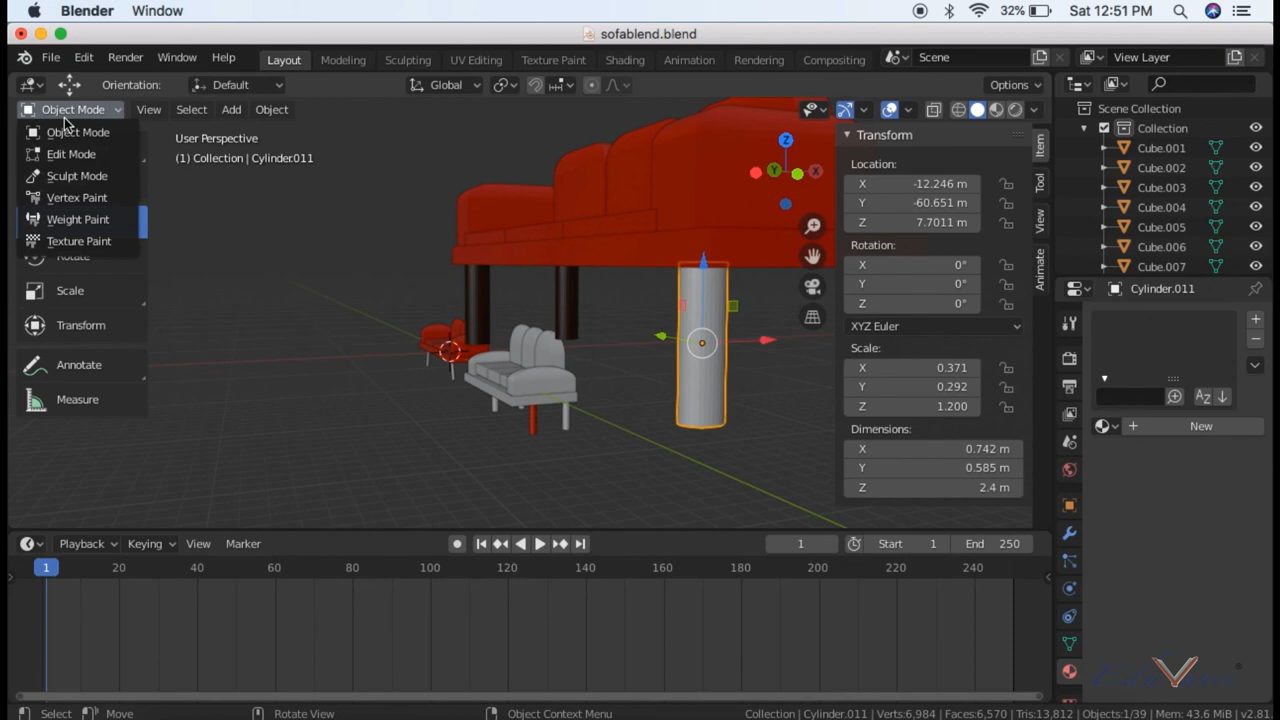 Blender Window 32% Sat 12:51 PM
sofablend.blend
File Edit Render Window Help Layout Modeling Sculpting UV Editing Texture Paint Shading Animation Rendering Compositing Scene View Layer
Orientation: Default Global Options
Object Mode View Select Add Object
Object Mode
Edit Mode
Sculpt Mode
Vertex Paint
Weight Paint
Texture Paint
Rotate
Scale
Transform
Annotate
Measure
User Perspective
(1) Collection | Cylinder.011
Z
Y
X
Transform
Location:
X -12.246 m
Y -60.651 m
Z 7.7011 m
Rotation:
X 0°
Y 0°
Z 0°
XYZ Euler
Scale:
X 0.371
Y 0.292
Z 1.200
Dimensions:
X 0.742 m
Y 0.585 m
Z 2.4 m
Item
Tool
View
Animate
Scene Collection
Collection
Cube.001
Cube.002
Cube.003
Cube.004
Cube.005
Cube.006
Cube.007
Cylinder.011
New
Playback Keying View Marker 1 Start 1 End 250
1 20 40 60 80 100 120 140 160 180 200 220 240
Select Move Rotate View Object Context Menu Collection | Cylinder.011 | Verts:6,984 | Faces:6,570 | Tris:13,812 | Objects:1/39 | Mem: 43.6 MiB | v2.81